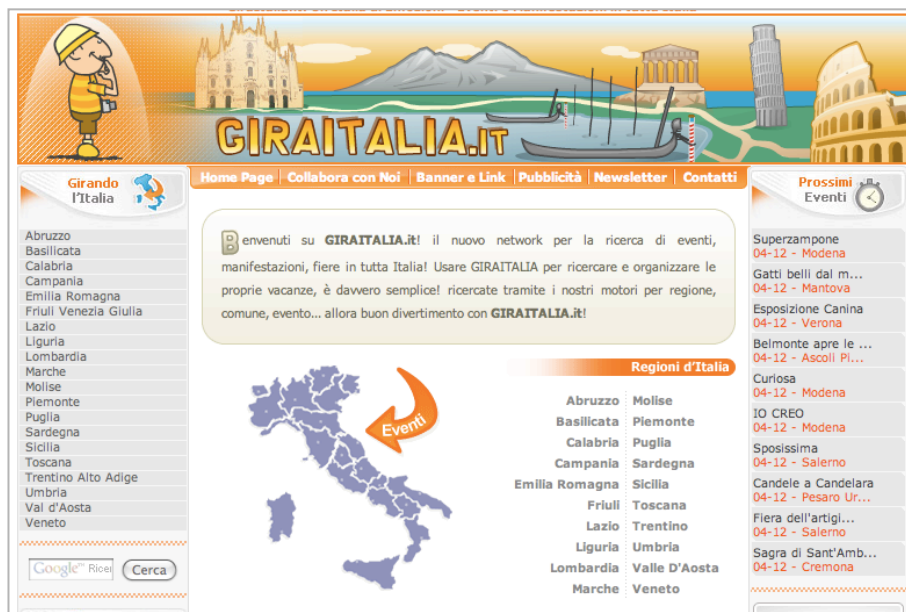 GIRAITALIA.IT
Home Page
Collabora con Noi
Banner e Link
Pubblicità
Newsletter
Contatti
Girando
l'Italia
Abruzzo
Basilicata
Calabria
Campania
Emilia Romagna
Friuli Venezia Giulia
Lazio
Liguria
Lombardia
Marche
Molise
Piemonte
Puglia
Sardegna
Sicilia
Toscana
Trentino Alto Adige
Umbria
Val d'Aosta
Veneto
Google™ Ricer
Cerca
Benvenuti su GIRAITALIA.it! il nuovo network per la ricerca di eventi,
manifestazioni, fiere in tutta Italia! Usare GIRAITALIA per ricercare e organizzare le
proprie vacanze, è davvero semplice! ricercate tramite i nostri motori per regione,
comune, evento... allora buon divertimento con GIRAITALIA.it!
Eventi
Regioni d'Italia
Abruzzo Molise
Basilicata Piemonte
Calabria Puglia
Campania Sardegna
Emilia Romagna Sicilia
Friuli Toscana
Lazio Trentino
Liguria Umbria
Lombardia Valle D'Aosta
Marche Veneto
Prossimi
Eventi
Superzampone
04-12 - Modena
Gatti belli dal m...
04-12 - Mantova
Esposizione Canina
04-12 - Verona
Belmonte apre le ...
04-12 - Ascoli Pi...
Curiosa
04-12 - Modena
IO CREO
04-12 - Modena
Sposissima
04-12 - Salerno
Candele a Candelara
04-12 - Pesaro Ur...
Fiera dell'artigi...
04-12 - Salerno
Sagra di Sant'Amb...
04-12 - Cremona